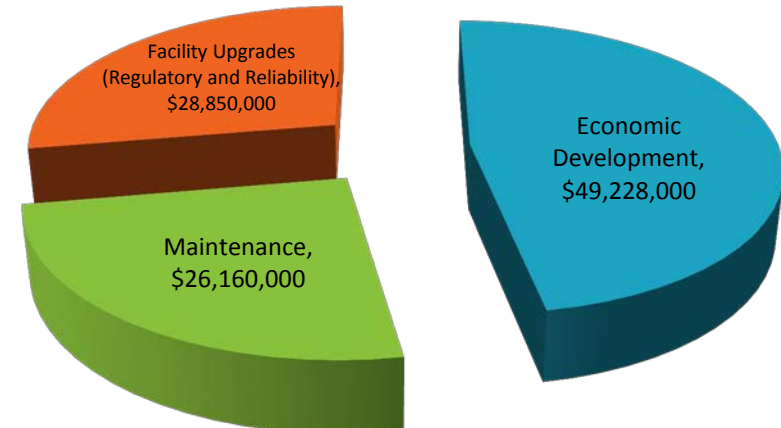 Facility Upgrades
(Regulatory and Reliability),
$28,850,000
Economic
Development,
$49,228,000
Maintenance,
$26,160,000